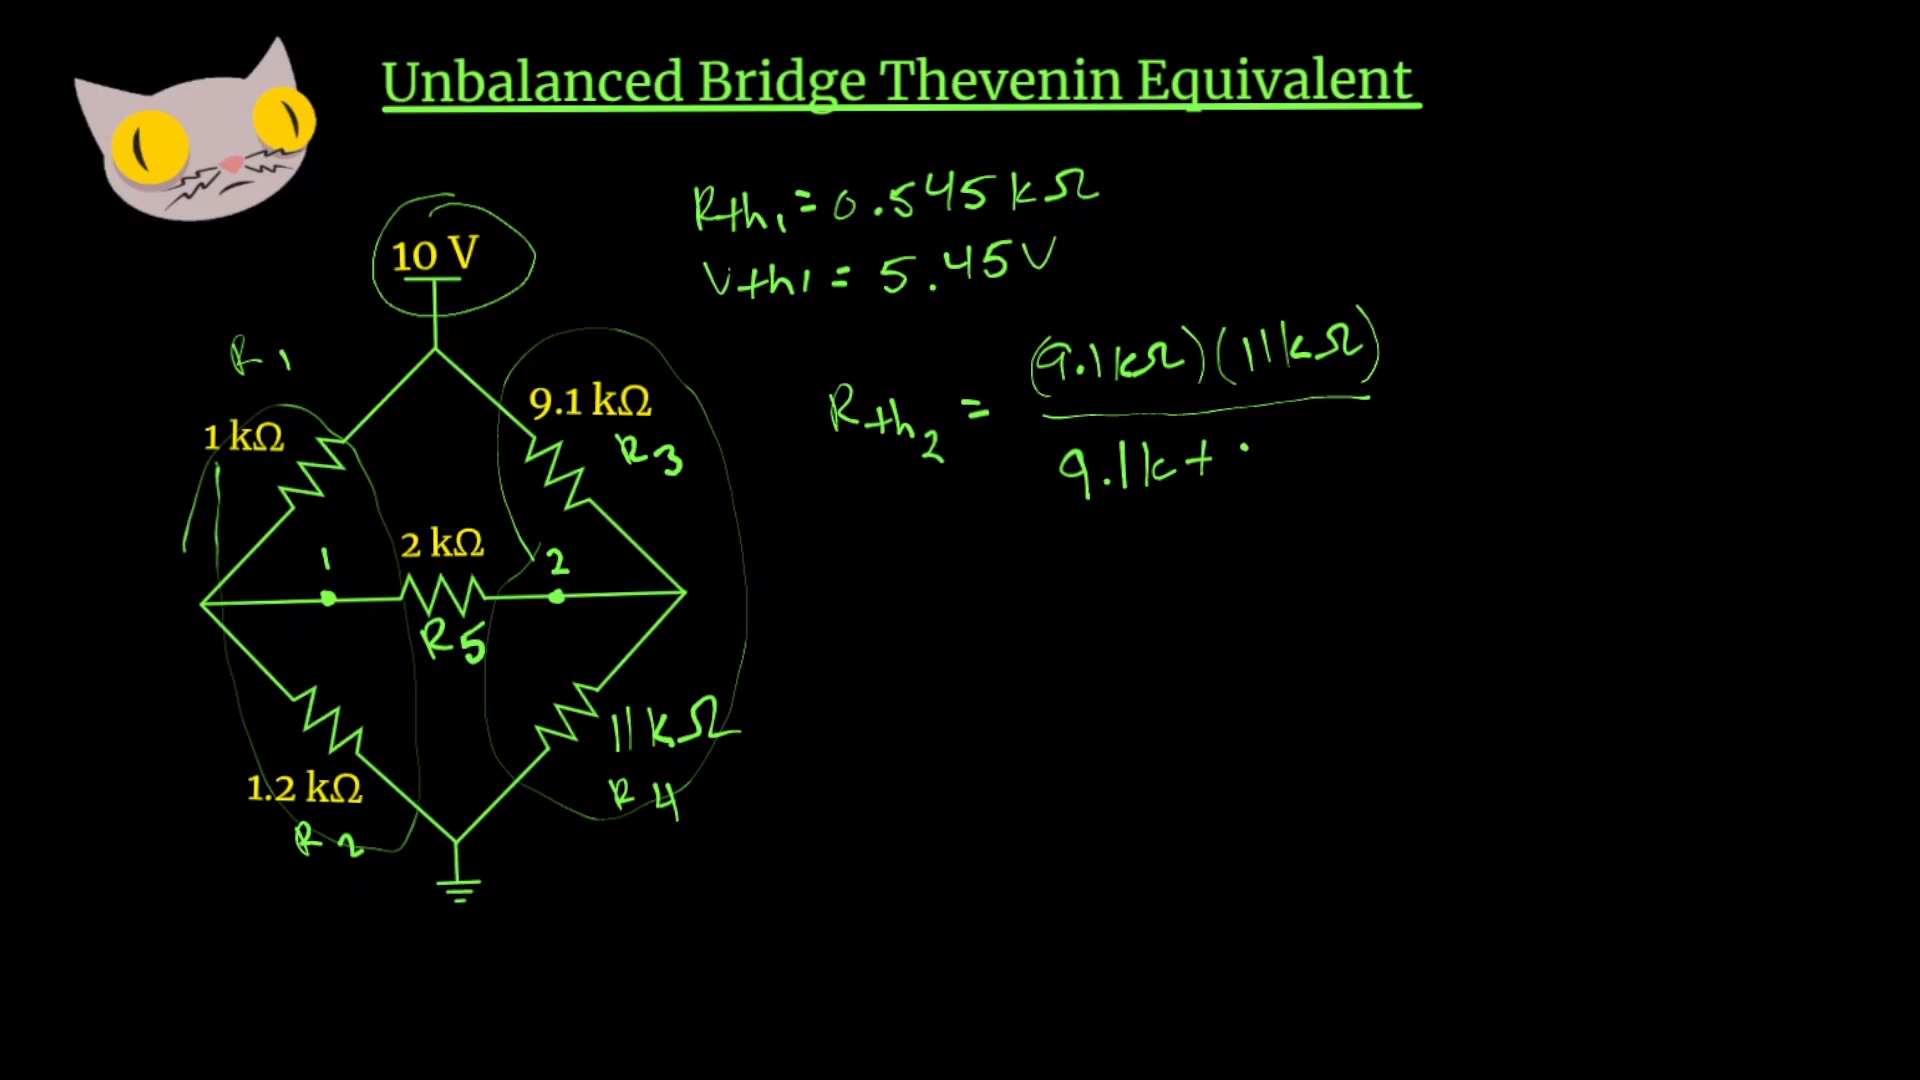 Unbalanced Bridge Thevenin Equivalent
Rth1 = 0.545 kΩ
Vth1 = 5.45 V
10 V
R1
9.1 kΩ
R3
(9.1kΩ)(11kΩ)
Rth2 =
9.1k + 
1 kΩ
2 kΩ
1
2
R5
11kΩ
1.2 kΩ
R4
R2